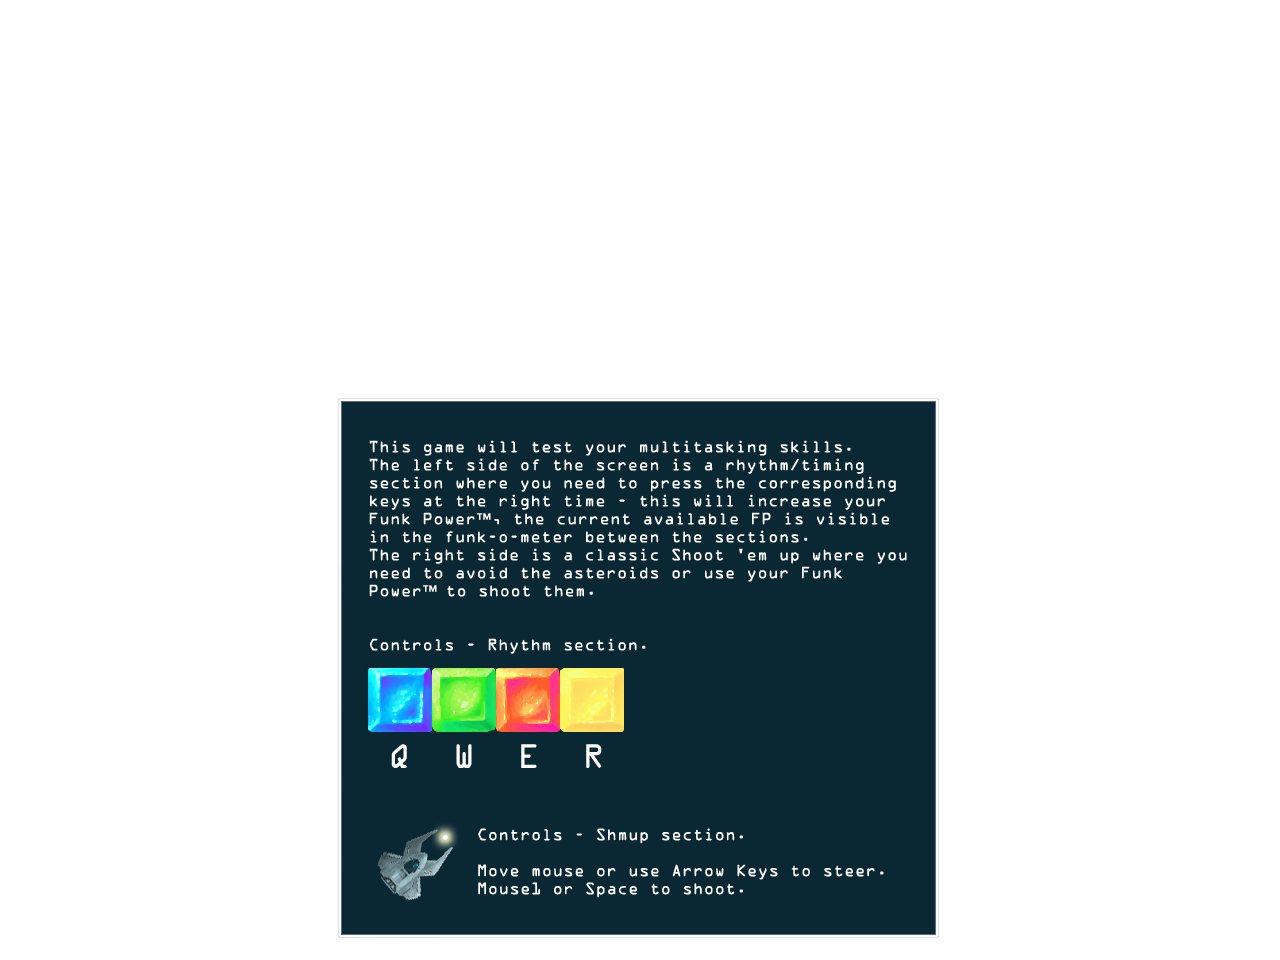 This game will test your multitasking skills.
The left side of the screen is a rhythm/timing
section where you need to press the corresponding
keys at the right time - this will increase your
Funk Power™, the current available FP is visible
in the funk-o-meter between the sections.
The right side is a classic Shoot 'em up where you
need to avoid the asteroids or use your Funk
Power™ to shoot them.
Controls - Rhythm section.
Q W E R
Controls - Shmup section.
Move mouse or use Arrow Keys to steer.
Mouse1 or Space to shoot.